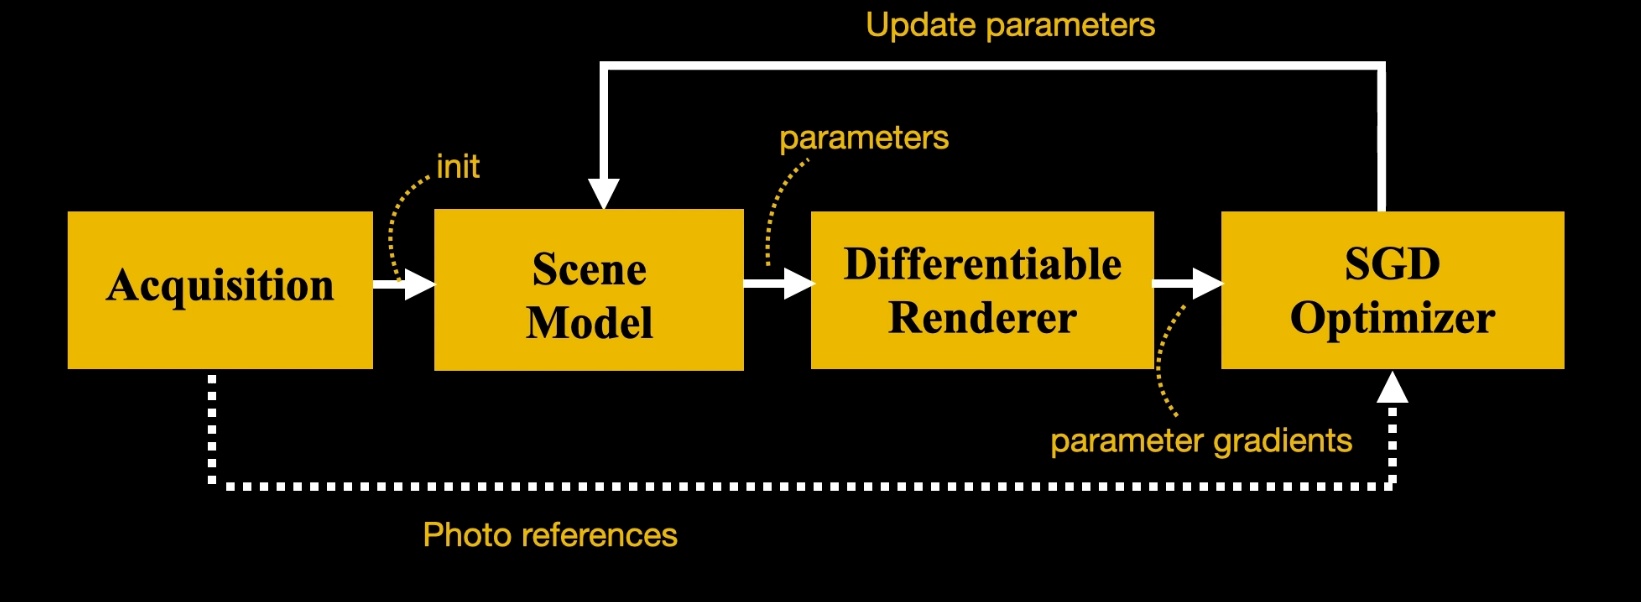 Update parameters
parameters
init
Acquisition
Scene
Model
Differentiable
Renderer
SGD
Optimizer
parameter gradients
Photo references